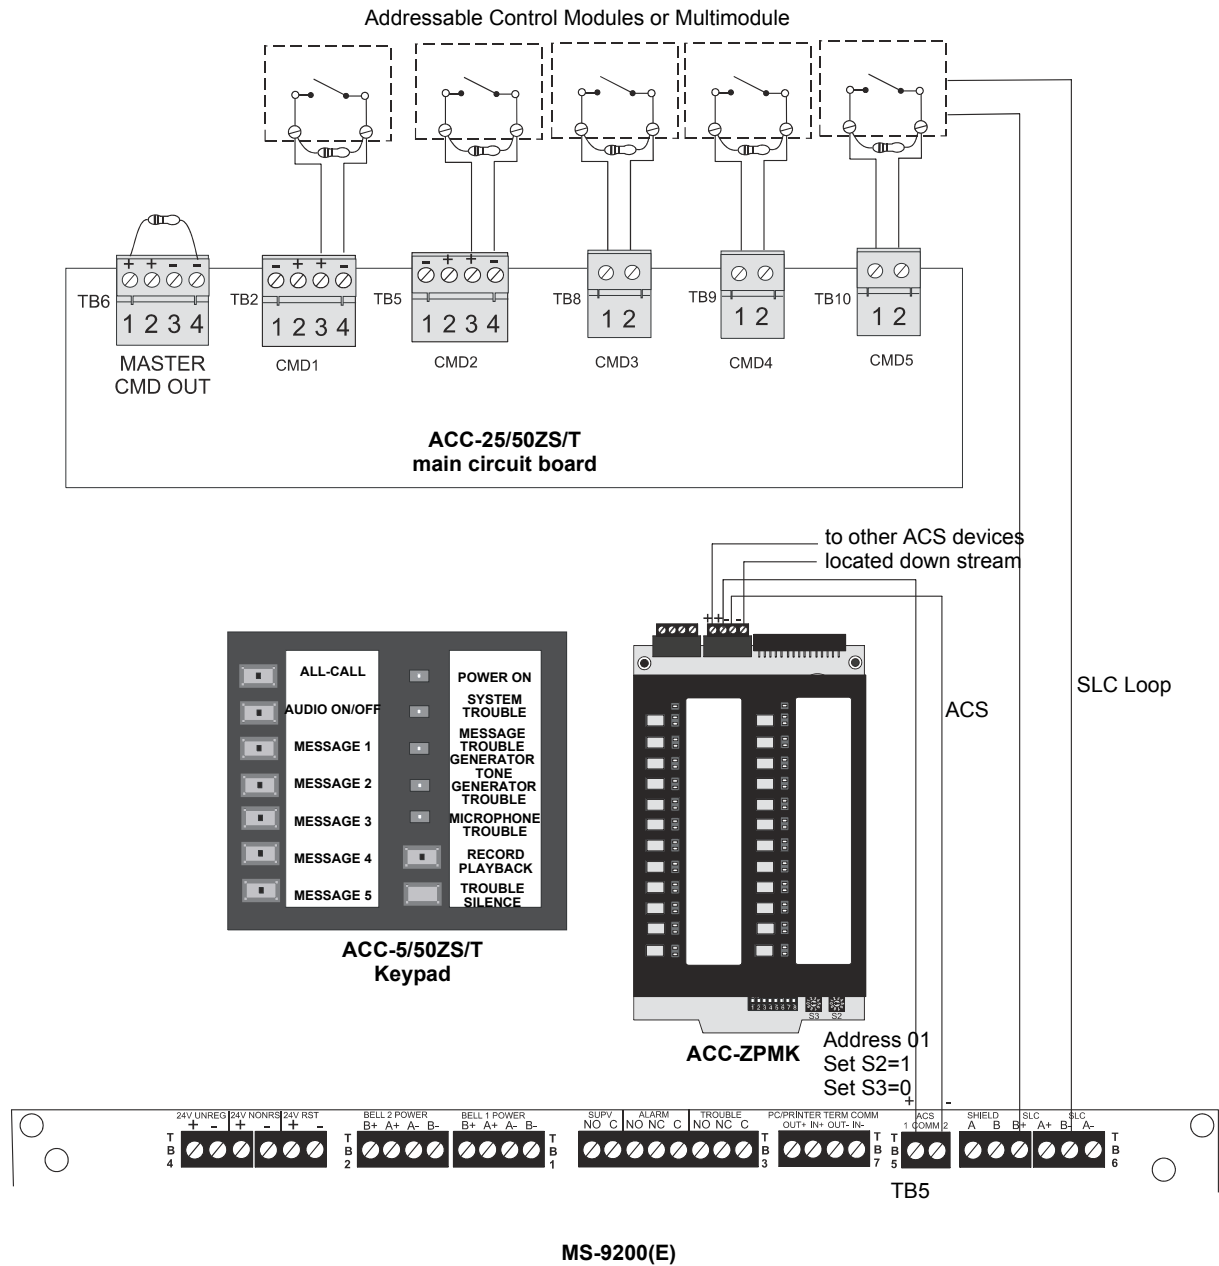 Addressable Control Modules or Multimodule
+ + - -
- + + -
- + + -
TB6
1 2 3 4
MASTER
CMD OUT
TB2
1 2 3 4
CMD1
TB5
1 2 3 4
CMD2
TB8
1 2
CMD3
TB9
1 2
CMD4
TB10
1 2
CMD5
ACC-25/50ZS/T
main circuit board
to other ACS devices
located down stream
+ + - -
SLC Loop
ACS
ALL-CALL
AUDIO ON/OFF
MESSAGE 1
MESSAGE 2
MESSAGE 3
MESSAGE 4
MESSAGE 5
POWER ON
SYSTEM
TROUBLE
MESSAGE
TROUBLE
GENERATOR
TONE
GENERATOR
TROUBLE
MICROPHONE
TROUBLE
RECORD
PLAYBACK
TROUBLE
SILENCE
ACC-5/50ZS/T
Keypad
S3 S2
ACC-ZPMK
Address 01
Set S2=1
Set S3=0
+ -
24V UNREG 24V NONRS 24V RST
+ - + - + -
TB4
BELL 2 POWER
B+ A+ A- B-
TB2
BELL 1 POWER
B+ A+ A- B-
TB1
SUPV ALARM TROUBLE
NO C NO NC C NO NC C
TB3
PC/PRINTER TERM COMM
OUT+ IN+ OUT- IN-
TB7
ACS
1 COMM 2
TB5
SHIELD SLC SLC
A B B+ A+ B- A-
TB6
TB5
MS-9200(E)